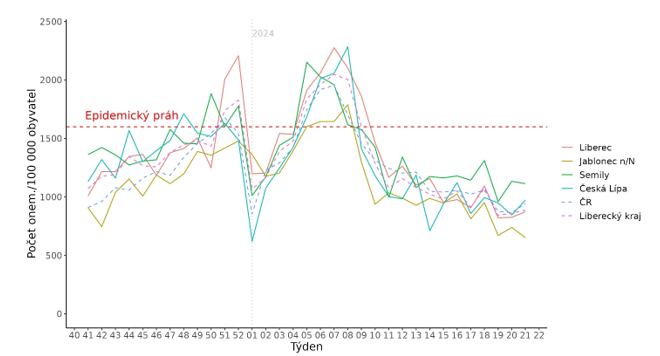 2500
2024
2000
Epidemický práh
1500
1000
500
0
Počet onem./100 000 obyvatel
Liberec
Jablonec n/N
Semily
Česká Lípa
ČR
Liberecký kraj
40 41 42 43 44 45 46 47 48 49 50 51 52 01 02 03 04 05 06 07 08 09 10 11 12 13 14 15 16 17 18 19 20 21 22
Týden